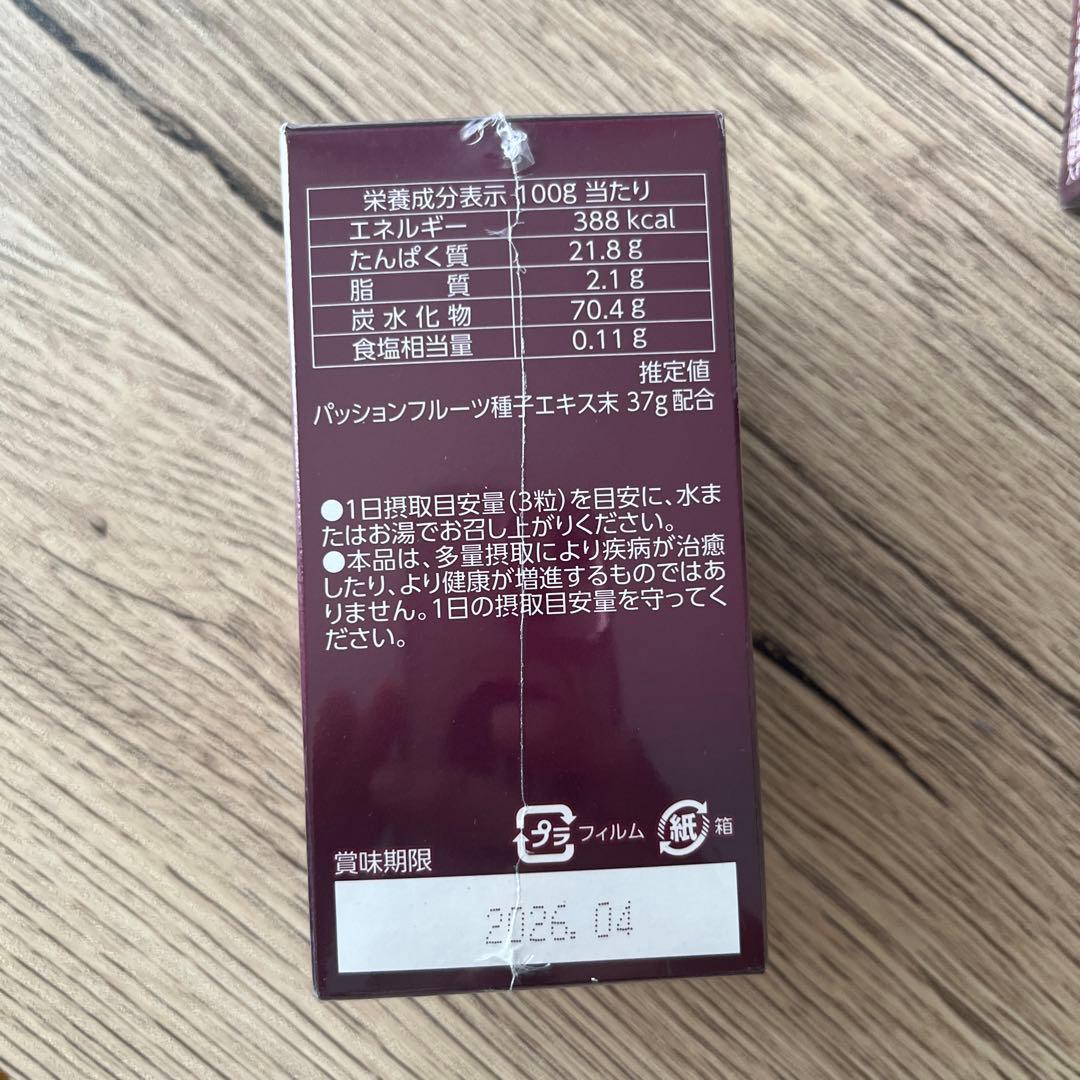 栄養成分表示 100g 当たり
エネルギー 388 kcal
たんぱく質 21.8 g
脂質 2.1 g
炭水化物 70.4 g
食塩相当量 0.11 g
推定値
パッションフルーツ種子エキス末 37g配合
●1日摂取目安量(3粒)を目安に、水ま
たはお湯でお召し上がりください。
●本品は、多量摂取により疾病が治癒
したり、より健康が増進するものではあ
りません。1日の摂取目安量を守ってく
ださい。
プラ フィルム 紙 箱
賞味期限
2026.04